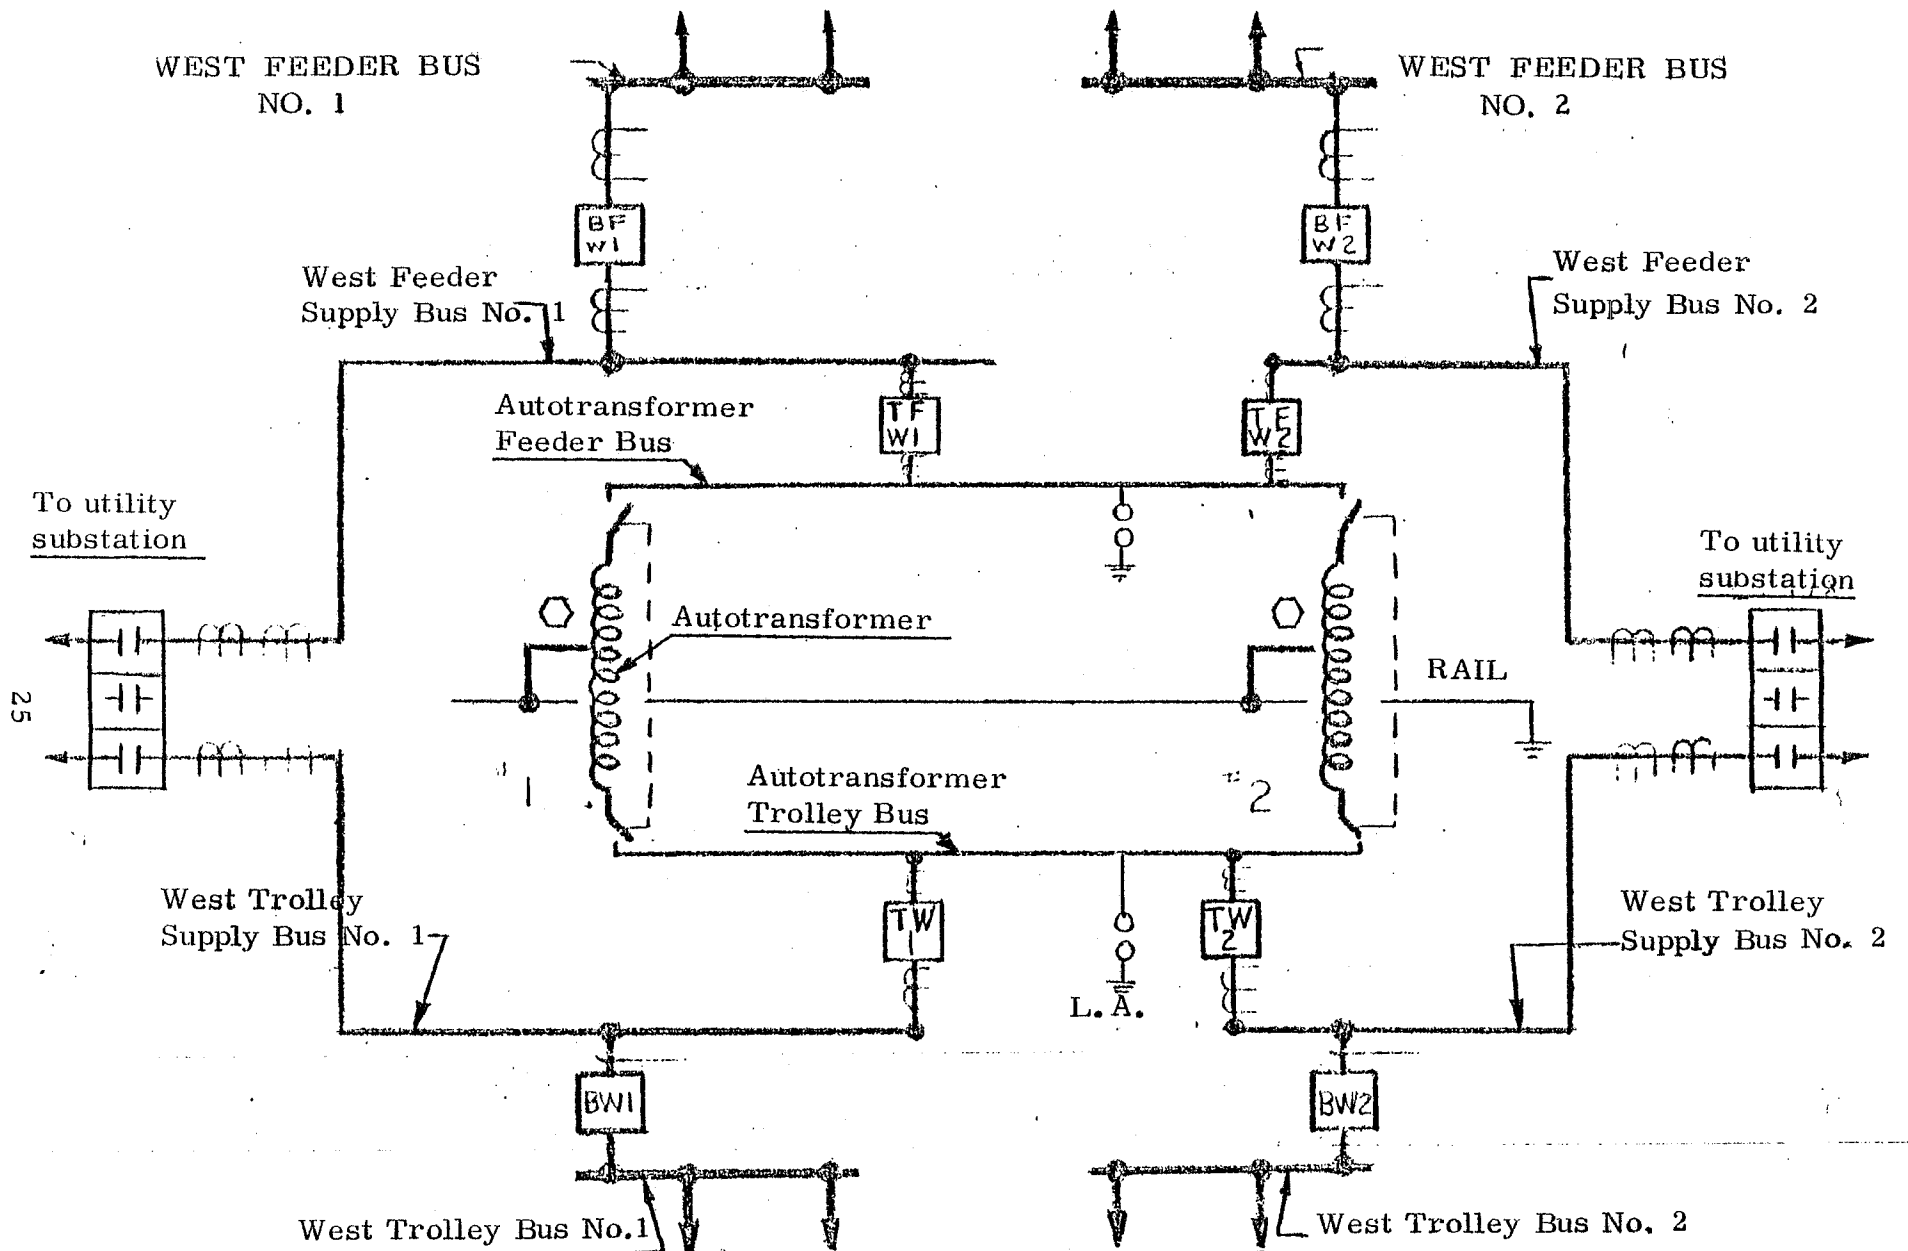 WEST FEEDER BUS
NO. 1
WEST FEEDER BUS
NO. 2
BF
W1
BF
W2
West Feeder
Supply Bus No. 1
West Feeder
Supply Bus No. 2
TF
W1
TF
W2
Autotransformer
Feeder Bus
To utility
substation
To utility
substation
Autotransformer
RAIL
25
1
Autotransformer
Trolley Bus
#2
West Trolley
Supply Bus No. 1
TW
1
TW
2
L.A.
West Trolley
Supply Bus No. 2
BW1
BW2
West Trolley Bus No.1
West Trolley Bus No. 2